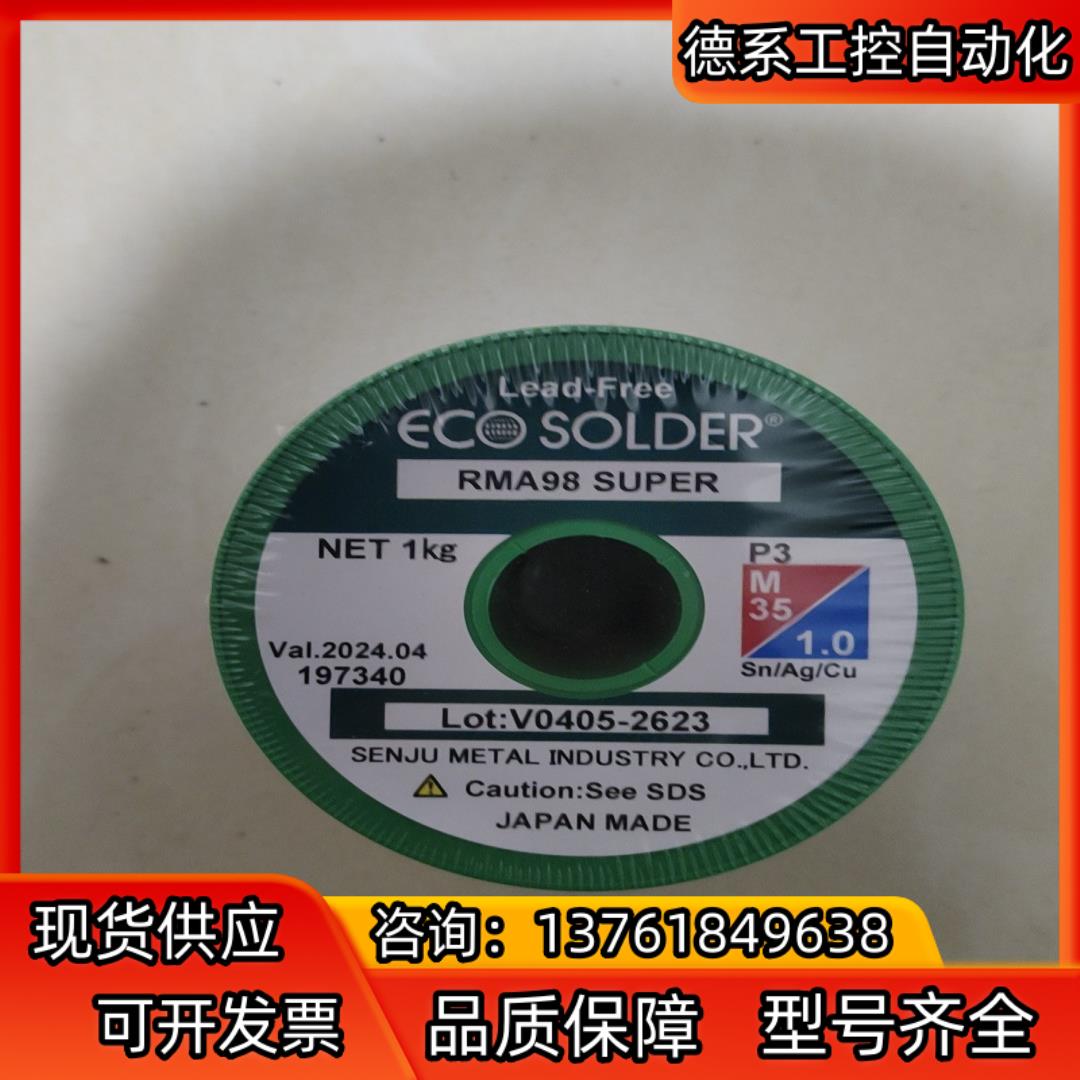 德系工控自动化
Lead-Free
ECO SOLDER®
RMA98 SUPER
NET 1kg
P3
M
35
1.0
Sn/Ag/Cu
Val.2024.04
197340
Lot:V0405-2623
SENJU METAL INDUSTRY CO.,LTD.
Caution:See SDS
JAPAN MADE
现货供应
咨询：13761849638
可开发票
品质保障
型号齐全